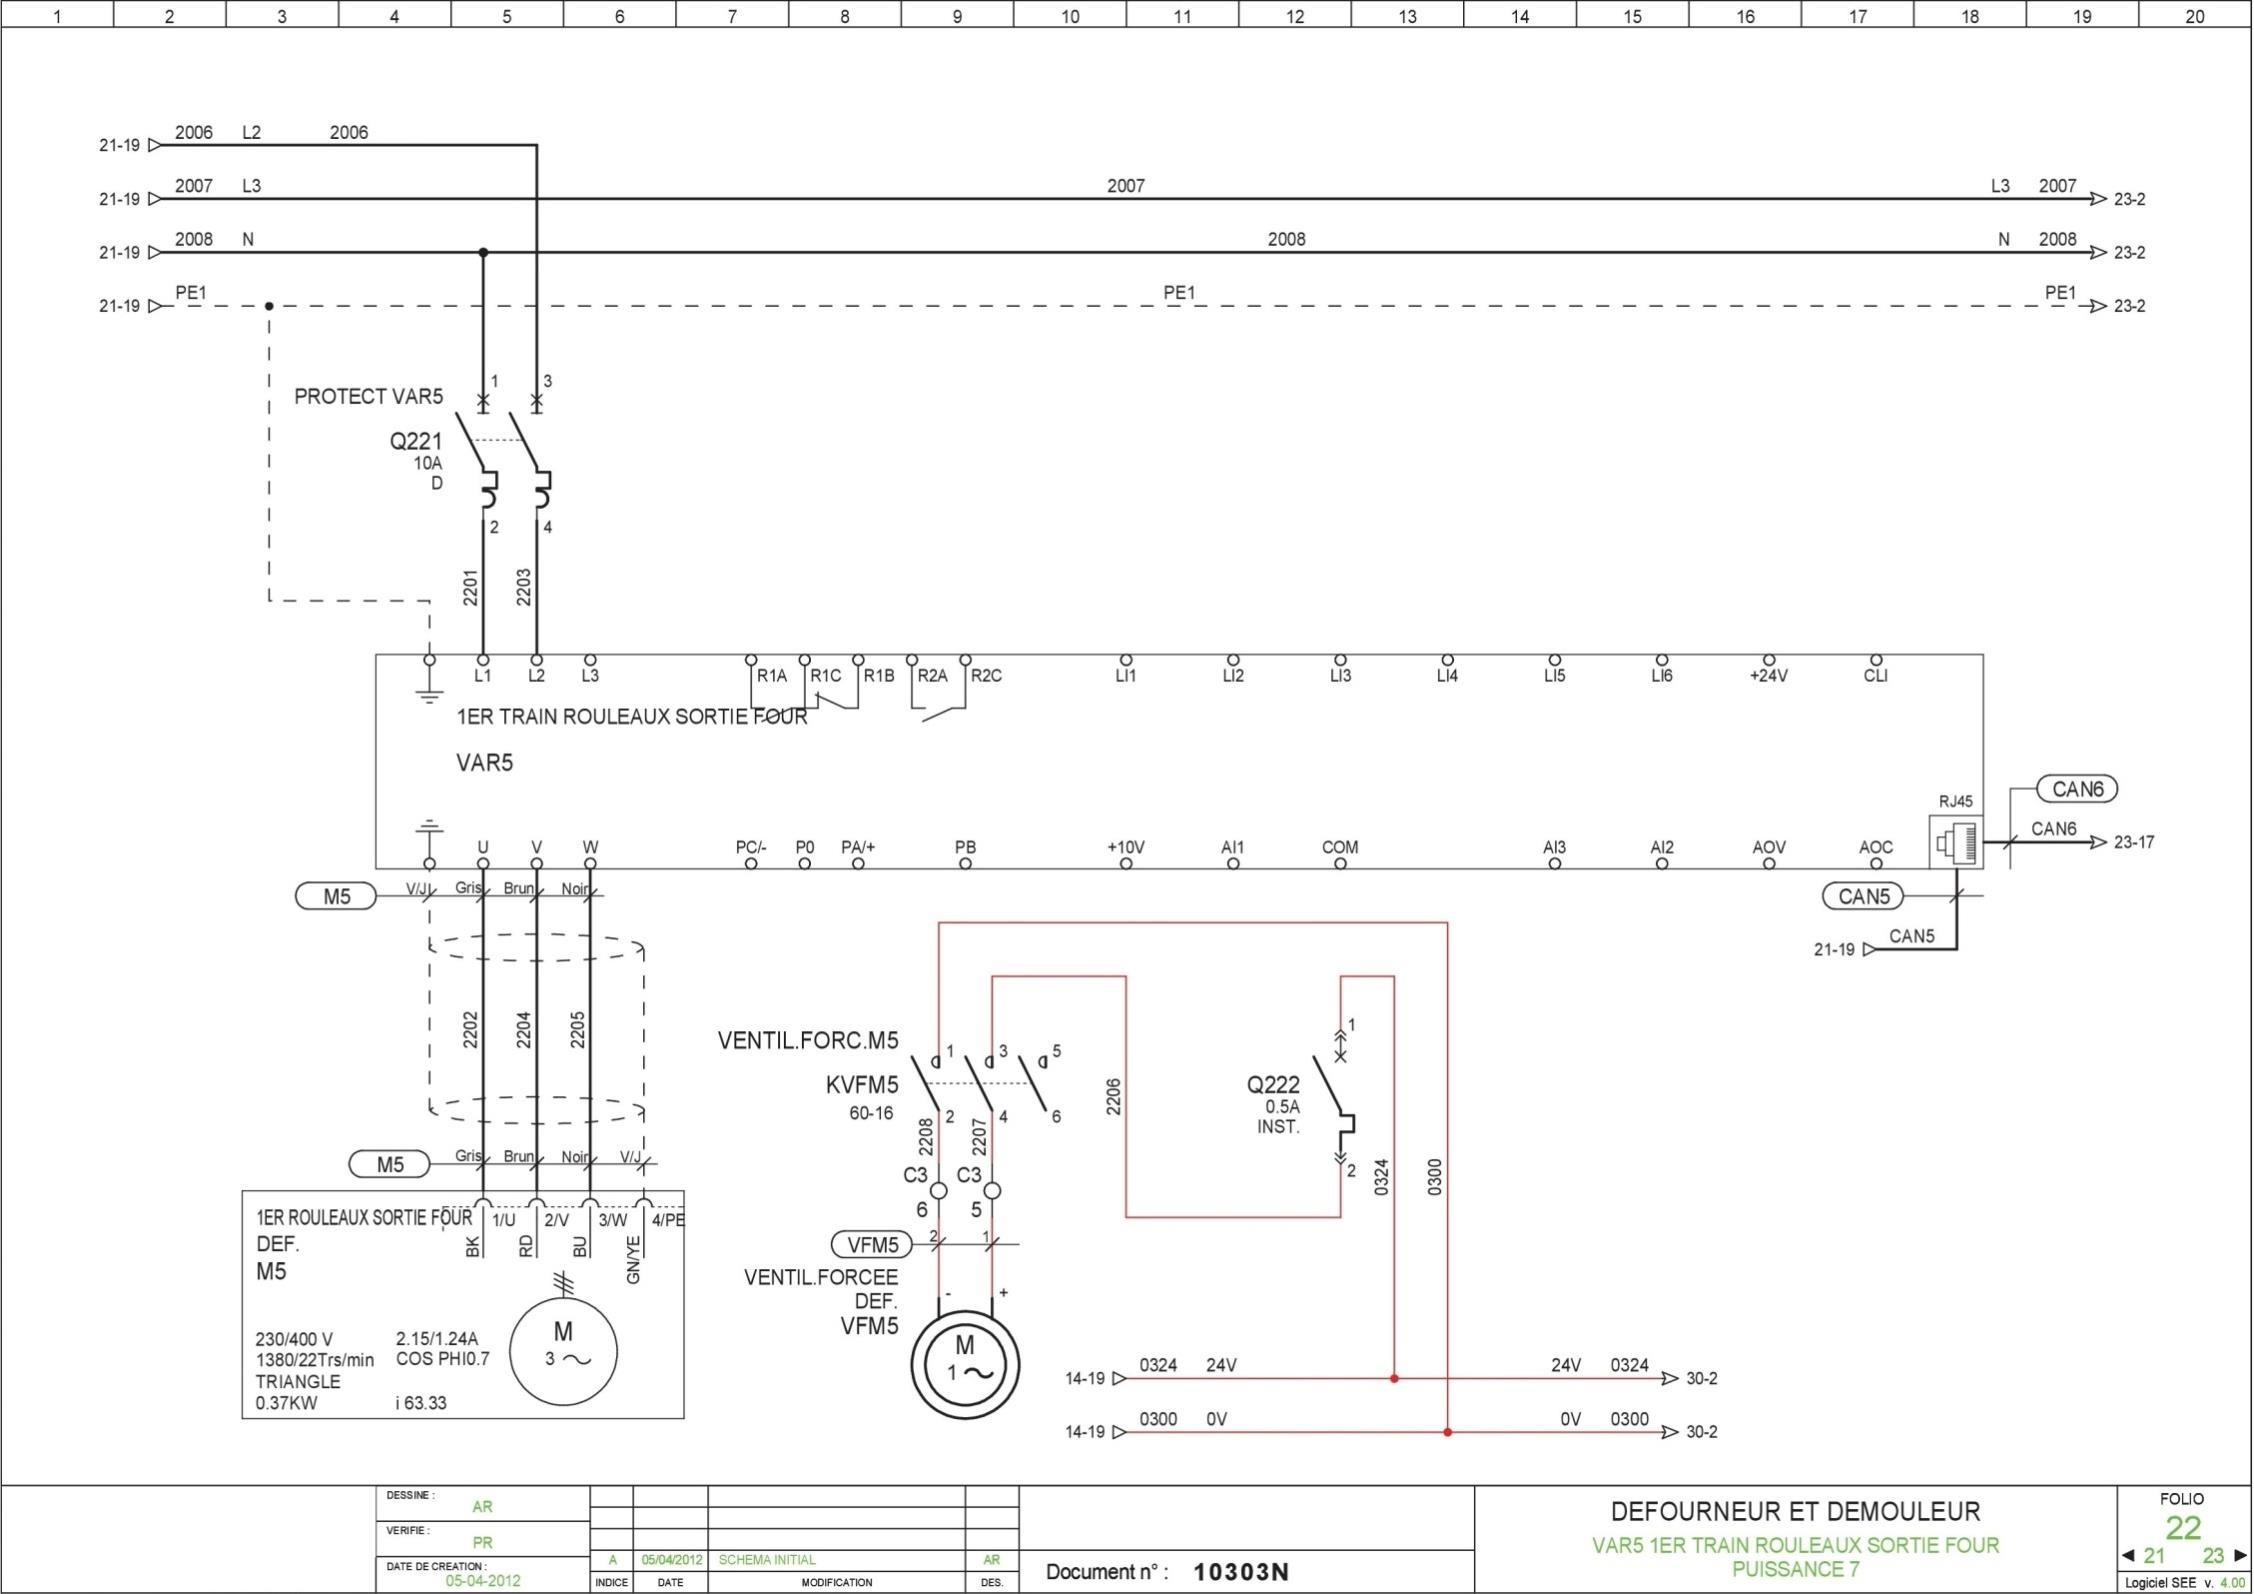 1 2 3 4 5 6 7 8 9 10 11 12 13 14 15 16 17 18 19 20
21-19 2006 L2 2006
21-19 2007 L3 2007 L3 2007 23-2
21-19 2008 N 2008 N 2008 23-2
21-19 PE1 PE1 PE1 23-2
1 3
PROTECT VAR5
Q221
10A
D
2 4
2201 2203
L1 L2 L3 R1A R1C R1B R2A R2C LI1 LI2 LI3 LI4 LI5 LI6 +24V CLI
1ER TRAIN ROULEAUX SORTIE FOUR
VAR5
CAN6
RJ45
CAN6 23-17
U V W PC/- P0 PA/+ PB +10V AI1 COM AI3 AI2 AOV AOC
M5 V/J Gris Brun Noir
CAN5
21-19 CAN5
2202 2204 2205
VENTIL.FORC.M5
1 3 5
KVFM5
60-16
2 4 6
2208 2207
2206
1
Q222
0.5A
INST.
2
0324 0300
M5 Gris Brun Noir V/J
C3 C3
6 5
VFM5 2 1
VENTIL.FORCEE
DEF.
VFM5
- +
M
1
1ER ROULEAUX SORTIE FOUR 1/U 2/V 3/W 4/PE
DEF.
M5
BK RD BU GN/YE
M
3
230/400 V 2.15/1.24A
1380/22Trs/min COS PHI0.7
TRIANGLE
0.37KW i 63.33
14-19 0324 24V 24V 0324 30-2
14-19 0300 0V 0V 0300 30-2
DESSINE :
AR
VERIFIE :
PR
DATE DE CREATION :
05-04-2012
A 05/04/2012 SCHEMA INITIAL AR
INDICE DATE MODIFICATION DES.
Document n° : 10303N
DEFOURNEUR ET DEMOULEUR
VAR5 1ER TRAIN ROULEAUX SORTIE FOUR
PUISSANCE 7
FOLIO
22
21 23
Logiciel SEE v. 4.00